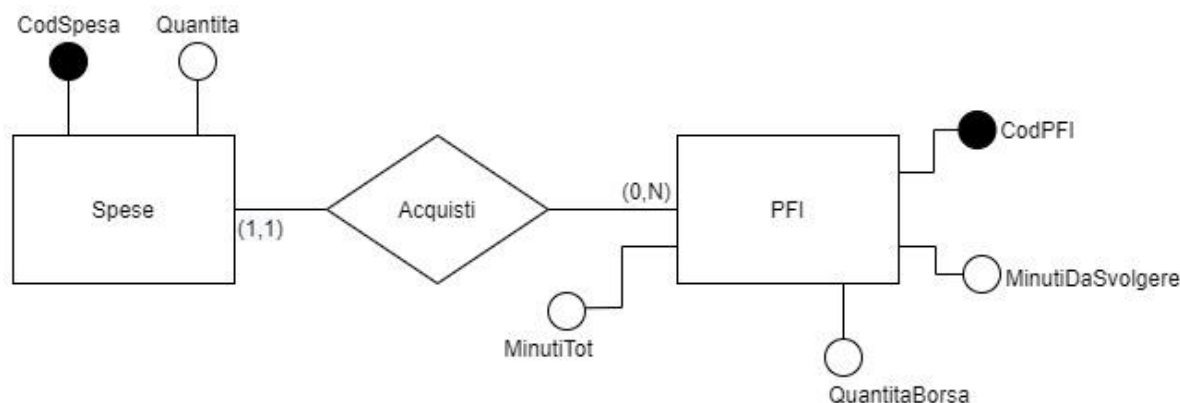 CodSpesa
Quantita
CodPFI
Spese
(1,1)
Acquisti
(0,N)
PFI
MinutiDaSvolgere
MinutiTot
QuantitaBorsa